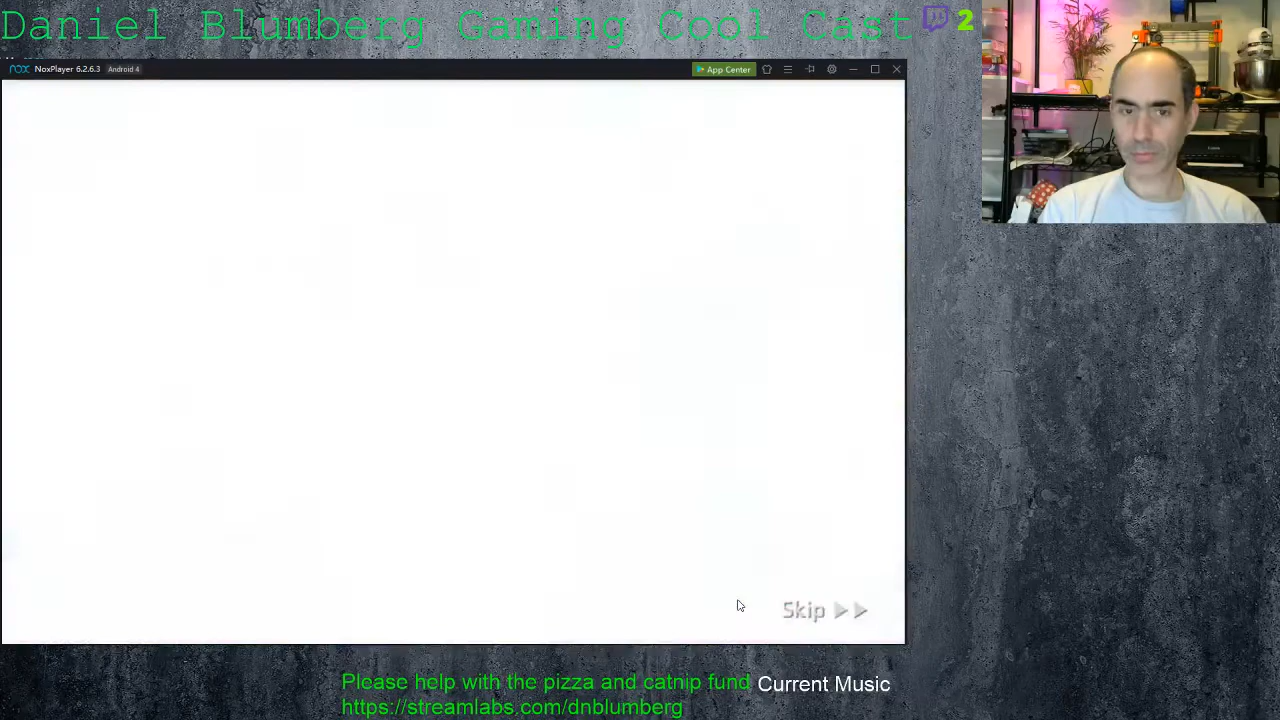 Daniel Blumberg Gaming Cool Cast 2
nox NoxPlayer 6.2.6.3 Android 4 App Center
Skip
Please help with the pizza and catnip fund Current Music
https://streamlabs.com/dnblumberg